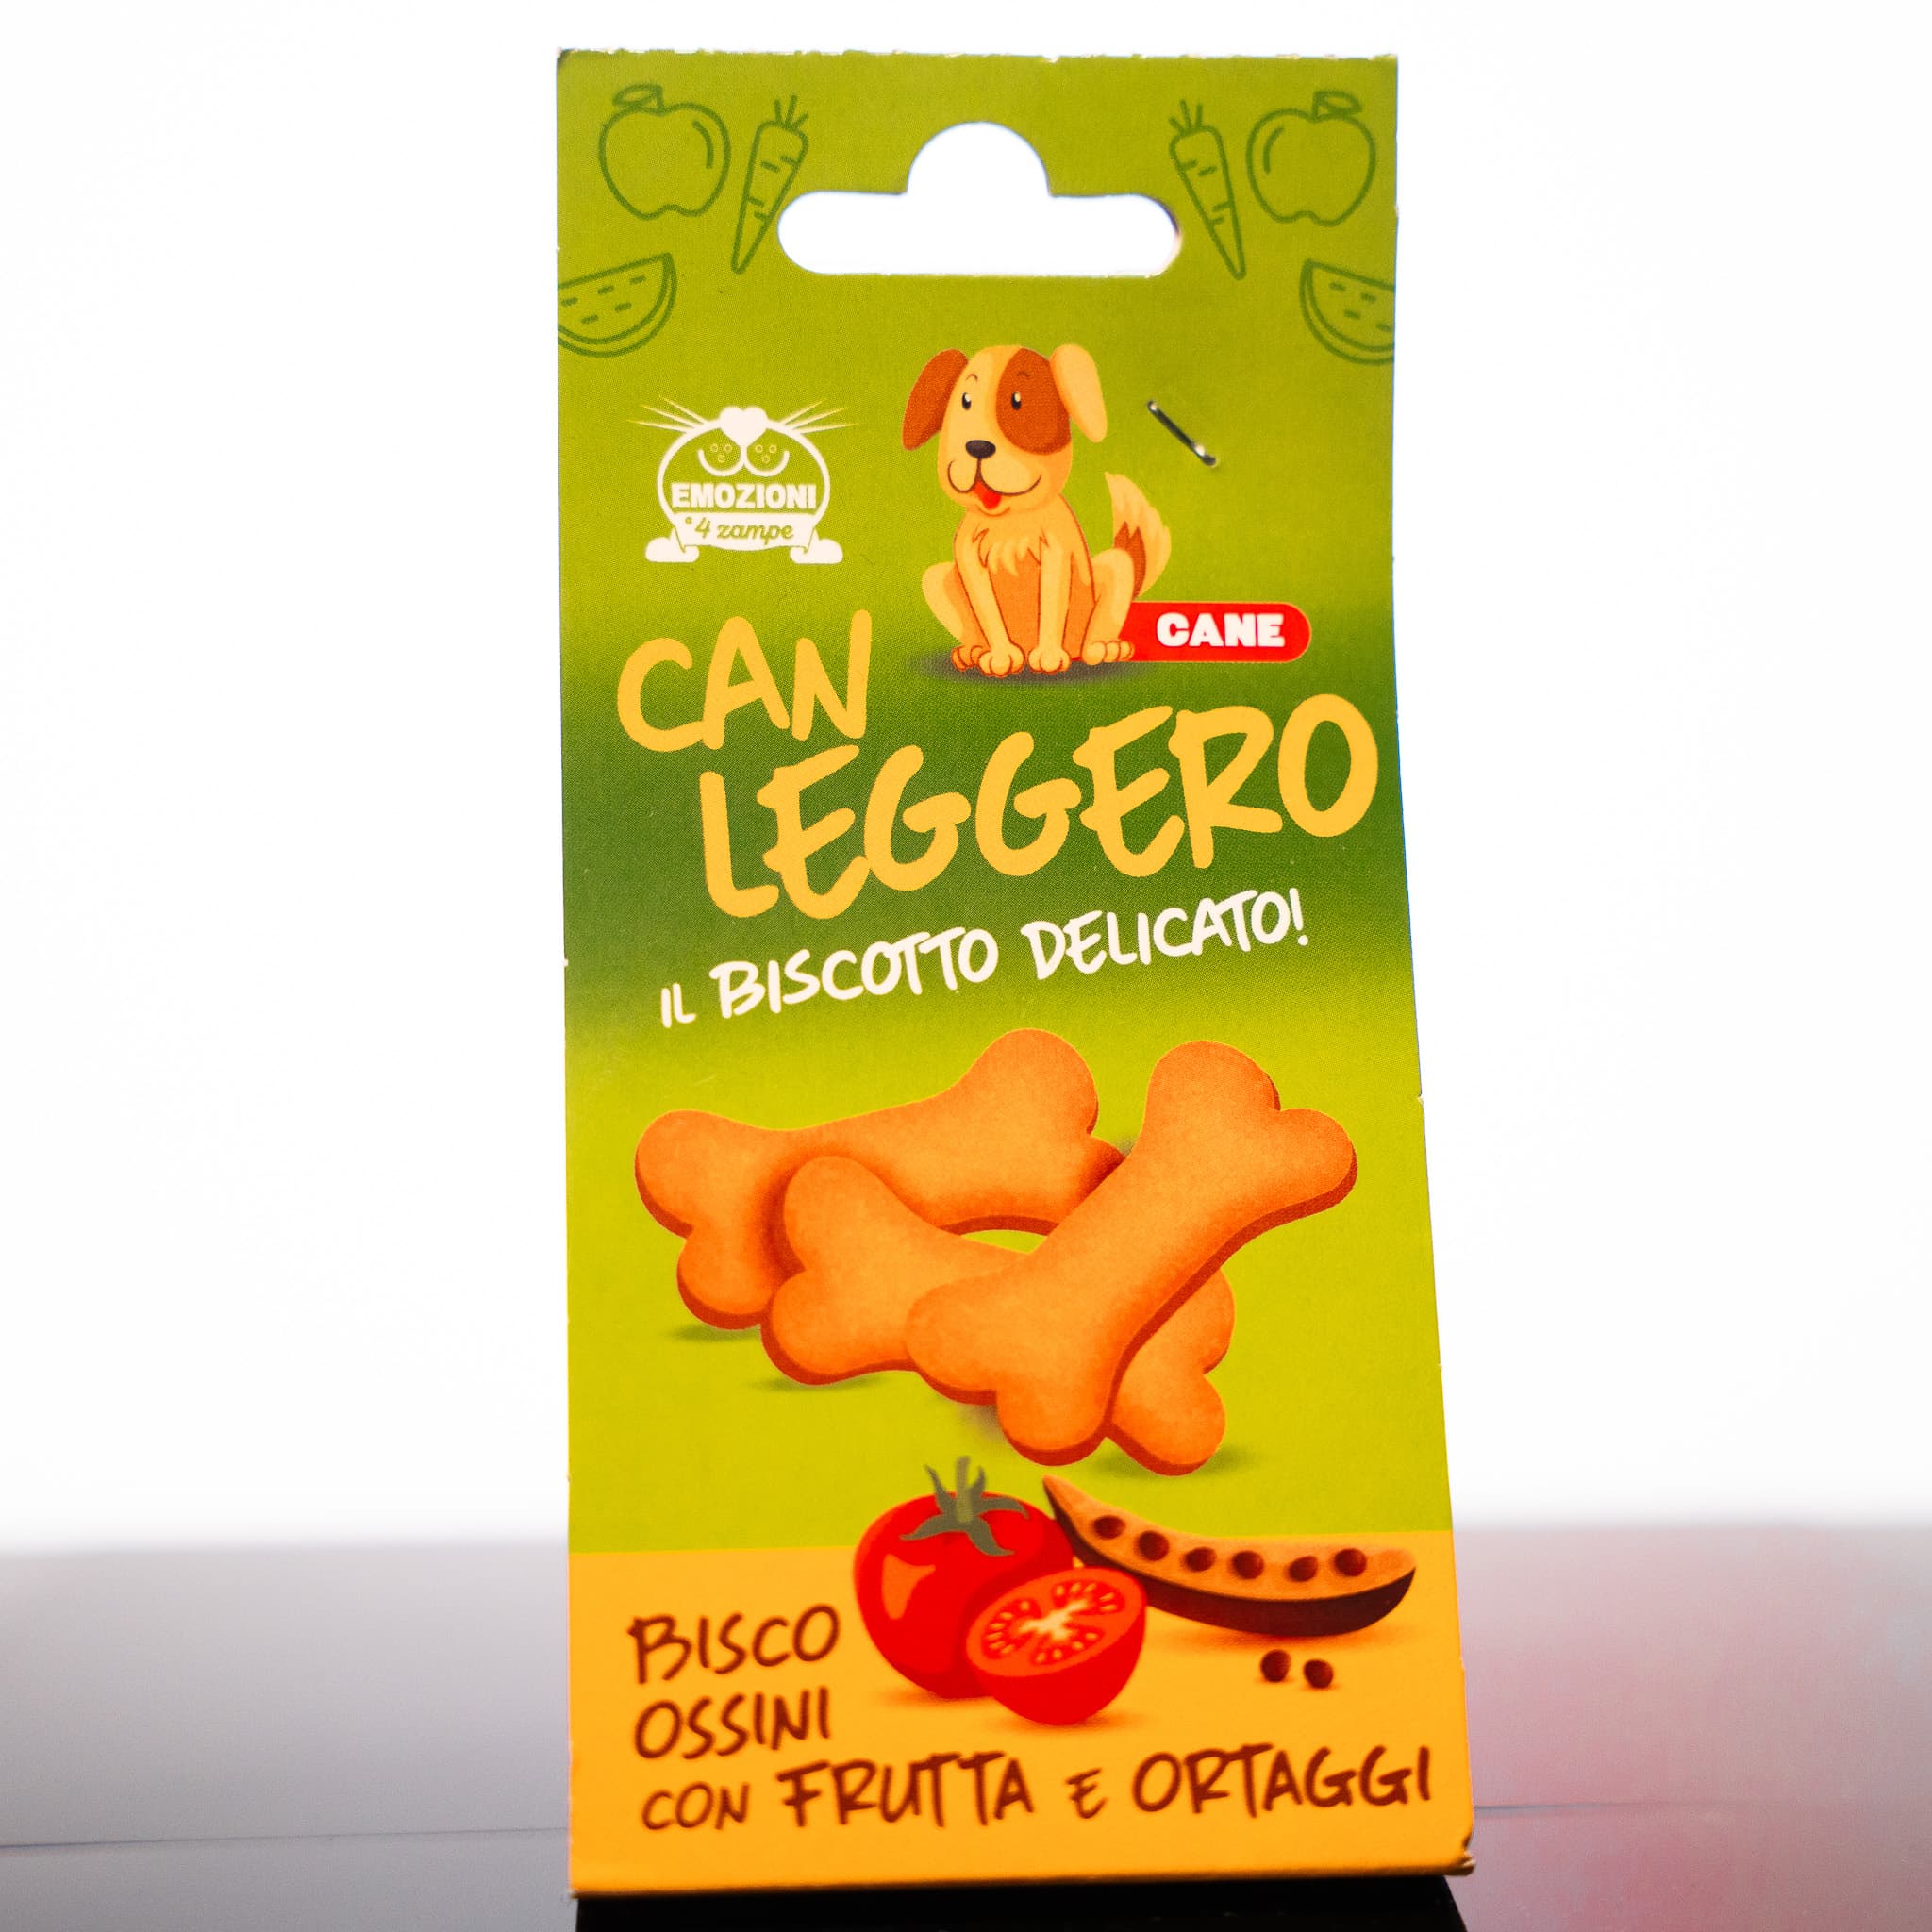 EMOZIONI
a 4 zampe
CANE
CAN
LEGGERO
IL BISCOTTO DELICATO!
BISCO
OSSINI
CON FRUTTA E ORTAGGI